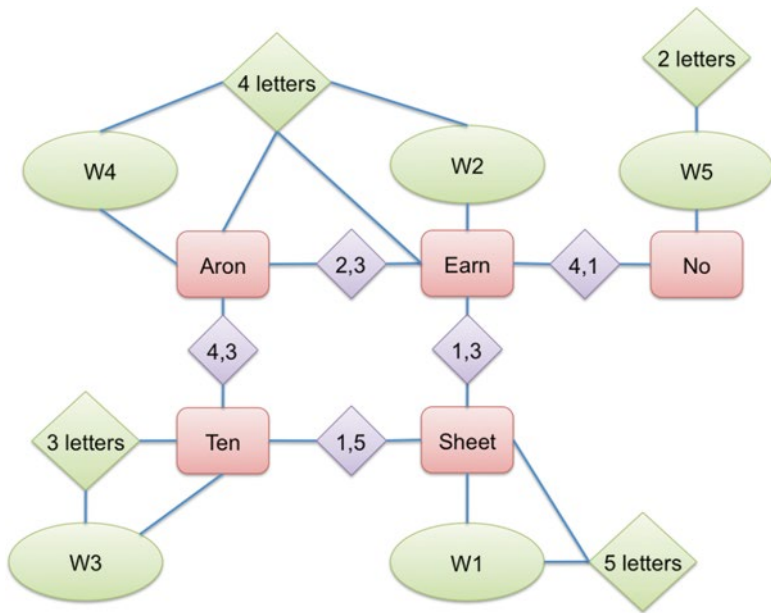 2 letters
4 letters
W4
W2
W5
Aron
2,3
Earn
4,1
No
4,3
1,3
3 letters
Ten
1,5
Sheet
W3
W1
5 letters